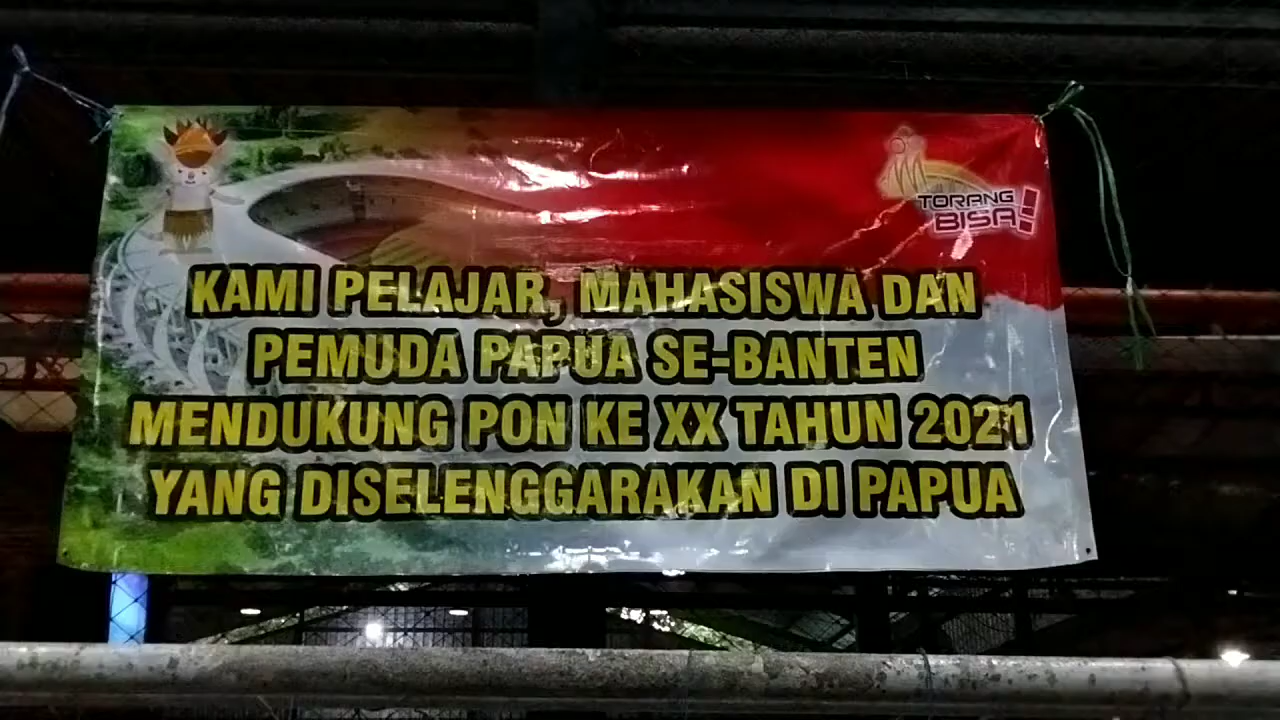 TORANG
BISA!
KAMI PELAJAR, MAHASISWA DAN
PEMUDA PAPUA SE-BANTEN
MENDUKUNG PON KE XX TAHUN 2021
YANG DISELENGGARAKAN DI PAPUA